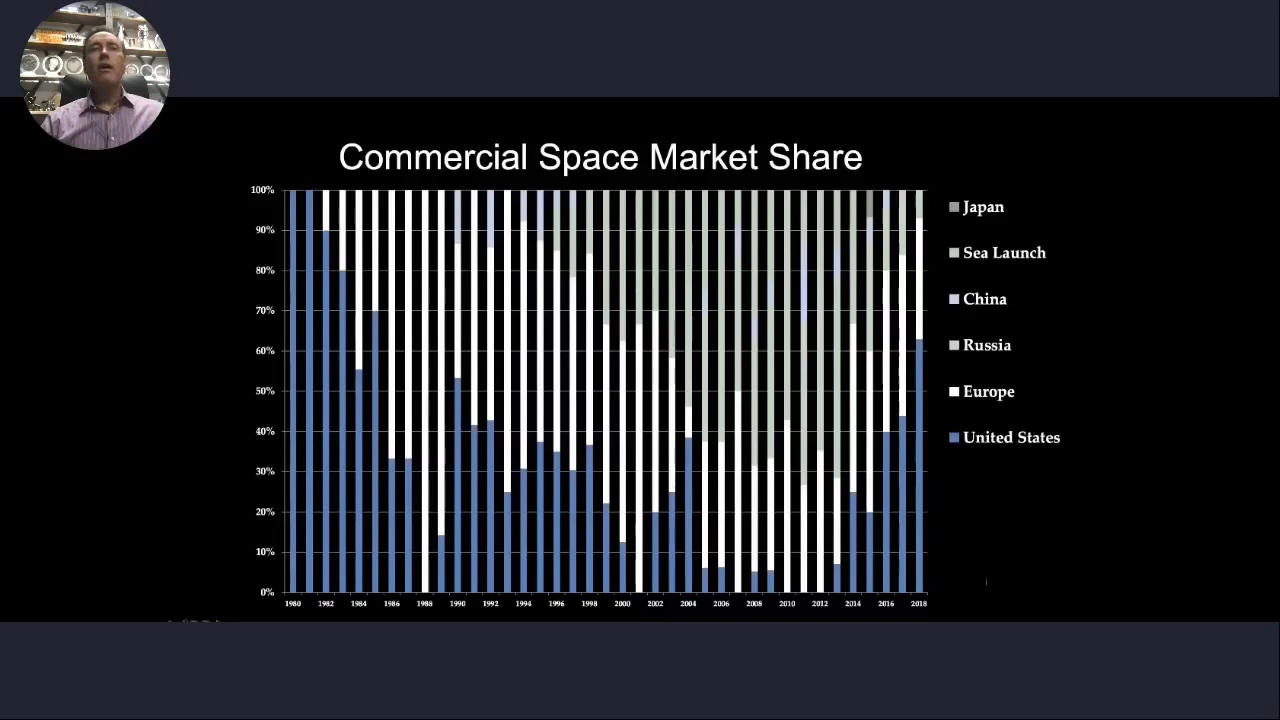 Commercial Space Market Share
100%
90%
80%
70%
60%
50%
40%
30%
20%
10%
0%
1980 1982 1984 1986 1988 1990 1992 1994 1996 1998 2000 2002 2004 2006 2008 2010 2012 2014 2016 2018
Japan
Sea Launch
China
Russia
Europe
United States